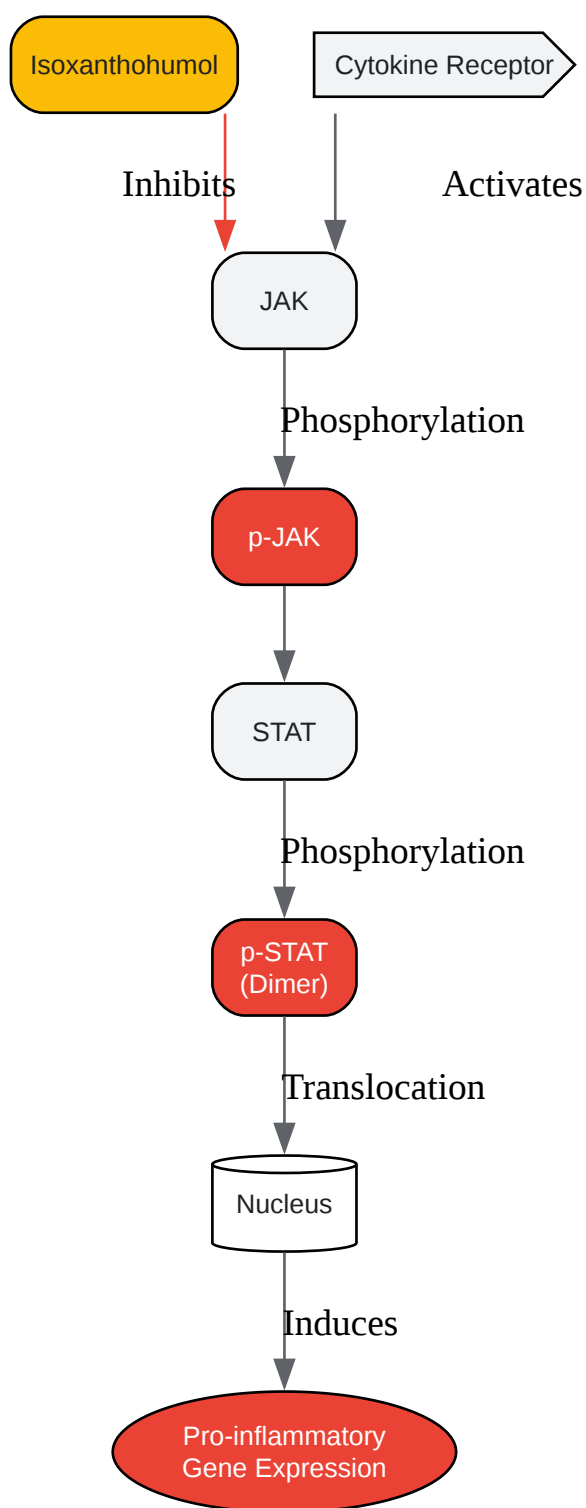 Isoxanthohumol
Cytokine Receptor
Inhibits
Activates
JAK
Phosphorylation
p-JAK
STAT
Phosphorylation
p-STAT
(Dimer)
Translocation
Nucleus
Induces
Pro-inflammatory
Gene Expression